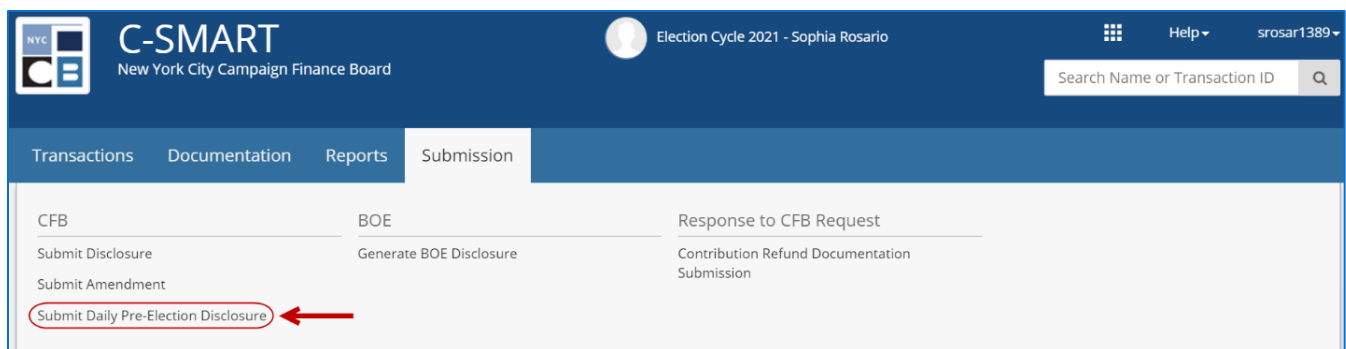 NYC
CB
C-SMART
New York City Campaign Finance Board
Election Cycle 2021 - Sophia Rosario
Help
srosar1389
Search Name or Transaction ID
Transactions Documentation Reports Submission
CFB
Submit Disclosure
Submit Amendment
Submit Daily Pre-Election Disclosure
BOE
Generate BOE Disclosure
Response to CFB Request
Contribution Refund Documentation
Submission